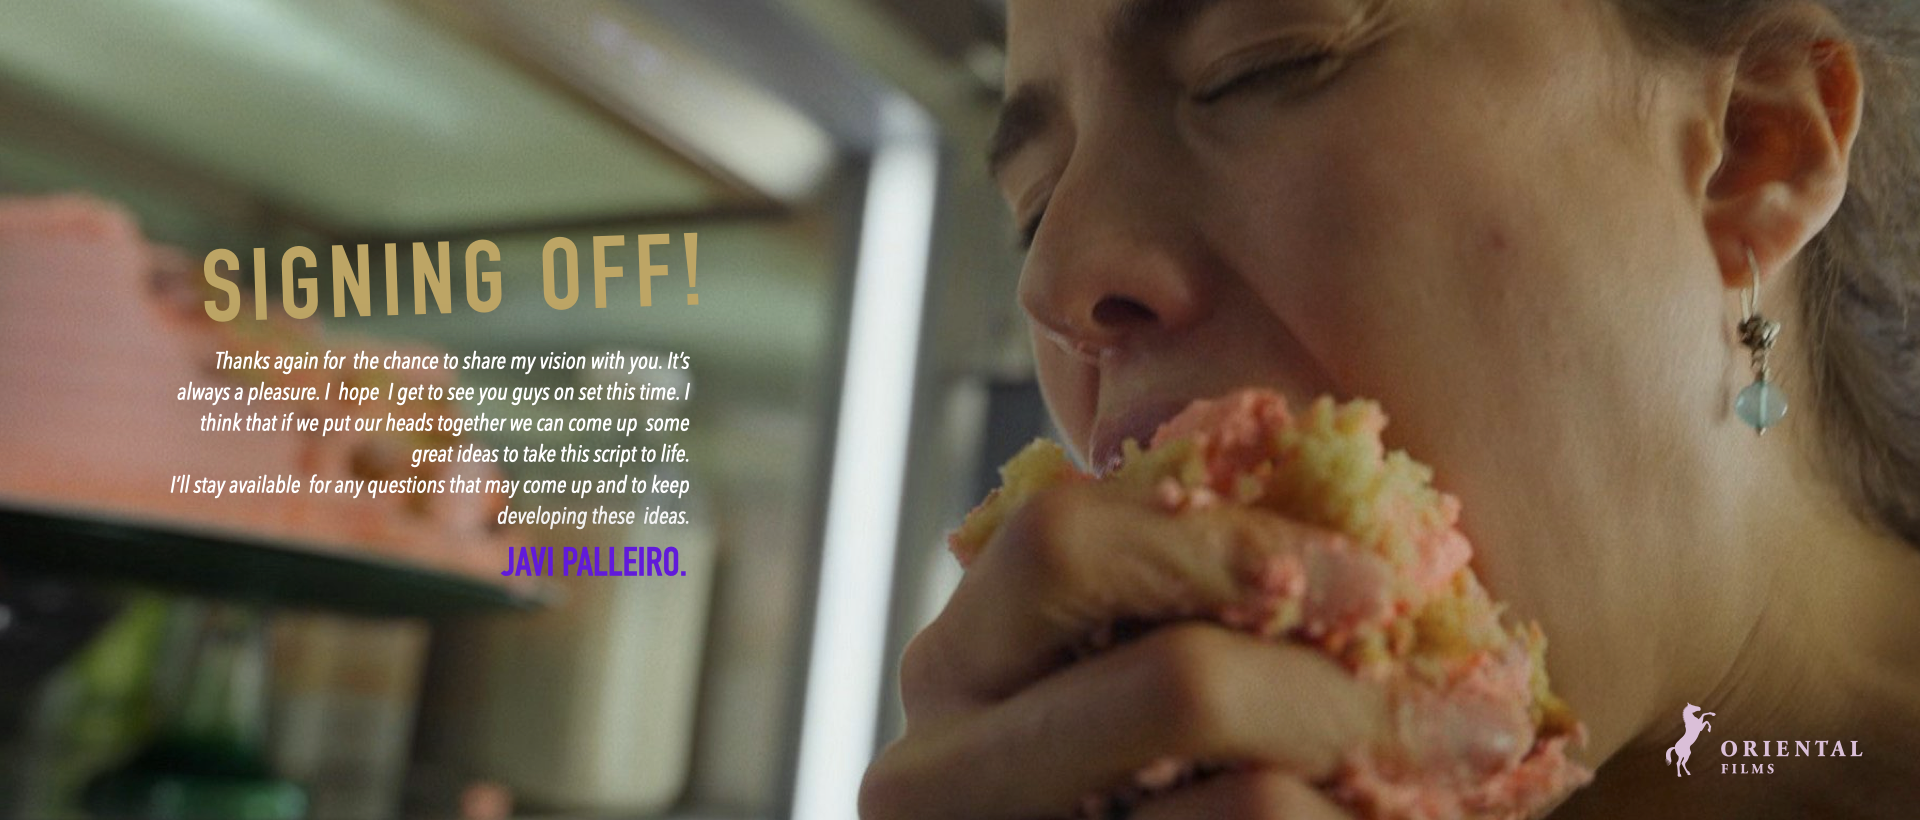 SIGNING OFF!
Thanks again for the chance to share my vision with you. It's
always a pleasure. I hope I get to see you guys on set this time. I
think that if we put our heads together we can come up some
great ideas to take this script to life.
I'll stay available for any questions that may come up and to keep
developing these ideas.
JAVI PALLEIRO.
ORIENTAL
FILMS